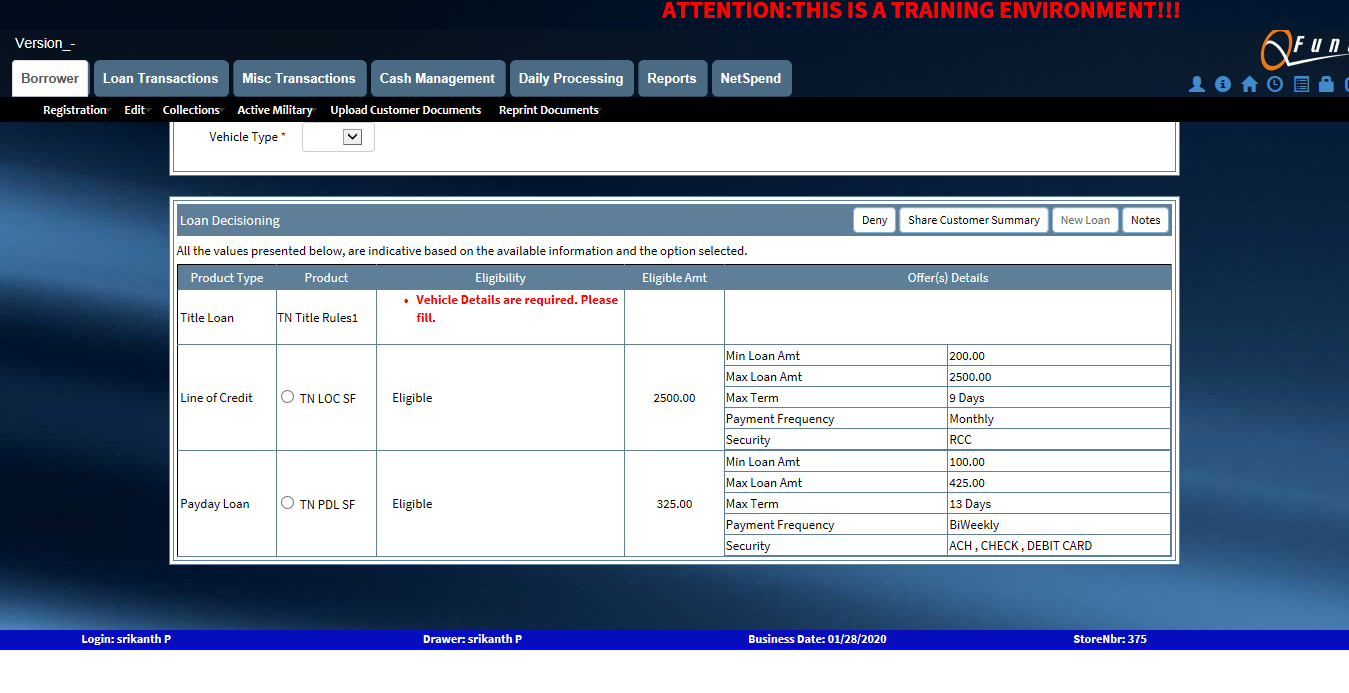 ATTENTION:THIS IS A TRAINING ENVIRONMENT!!!
Version_-
Borrower Loan Transactions Misc Transactions Cash Management Daily Processing Reports NetSpend
Registration Edit Collections Active Military Upload Customer Documents Reprint Documents
Vehicle Type *
Loan Decisioning Deny Share Customer Summary New Loan Notes
All the values presented below, are indicative based on the available information and the option selected.
Product Type Product Eligibility Eligible Amt Offer(s) Details
Title Loan TN Title Rules1 • Vehicle Details are required. Please
fill.
Min Loan Amt 200.00
Max Loan Amt 2500.00
Line of Credit TN LOC SF Eligible 2500.00 Max Term 9 Days
Payment Frequency Monthly
Security RCC
Min Loan Amt 100.00
Max Loan Amt 425.00
Payday Loan TN PDL SF Eligible 325.00 Max Term 13 Days
Payment Frequency BiWeekly
Security ACH , CHECK , DEBIT CARD
Login: srikanth P Drawer: srikanth P Business Date: 01/28/2020 StoreNbr: 375